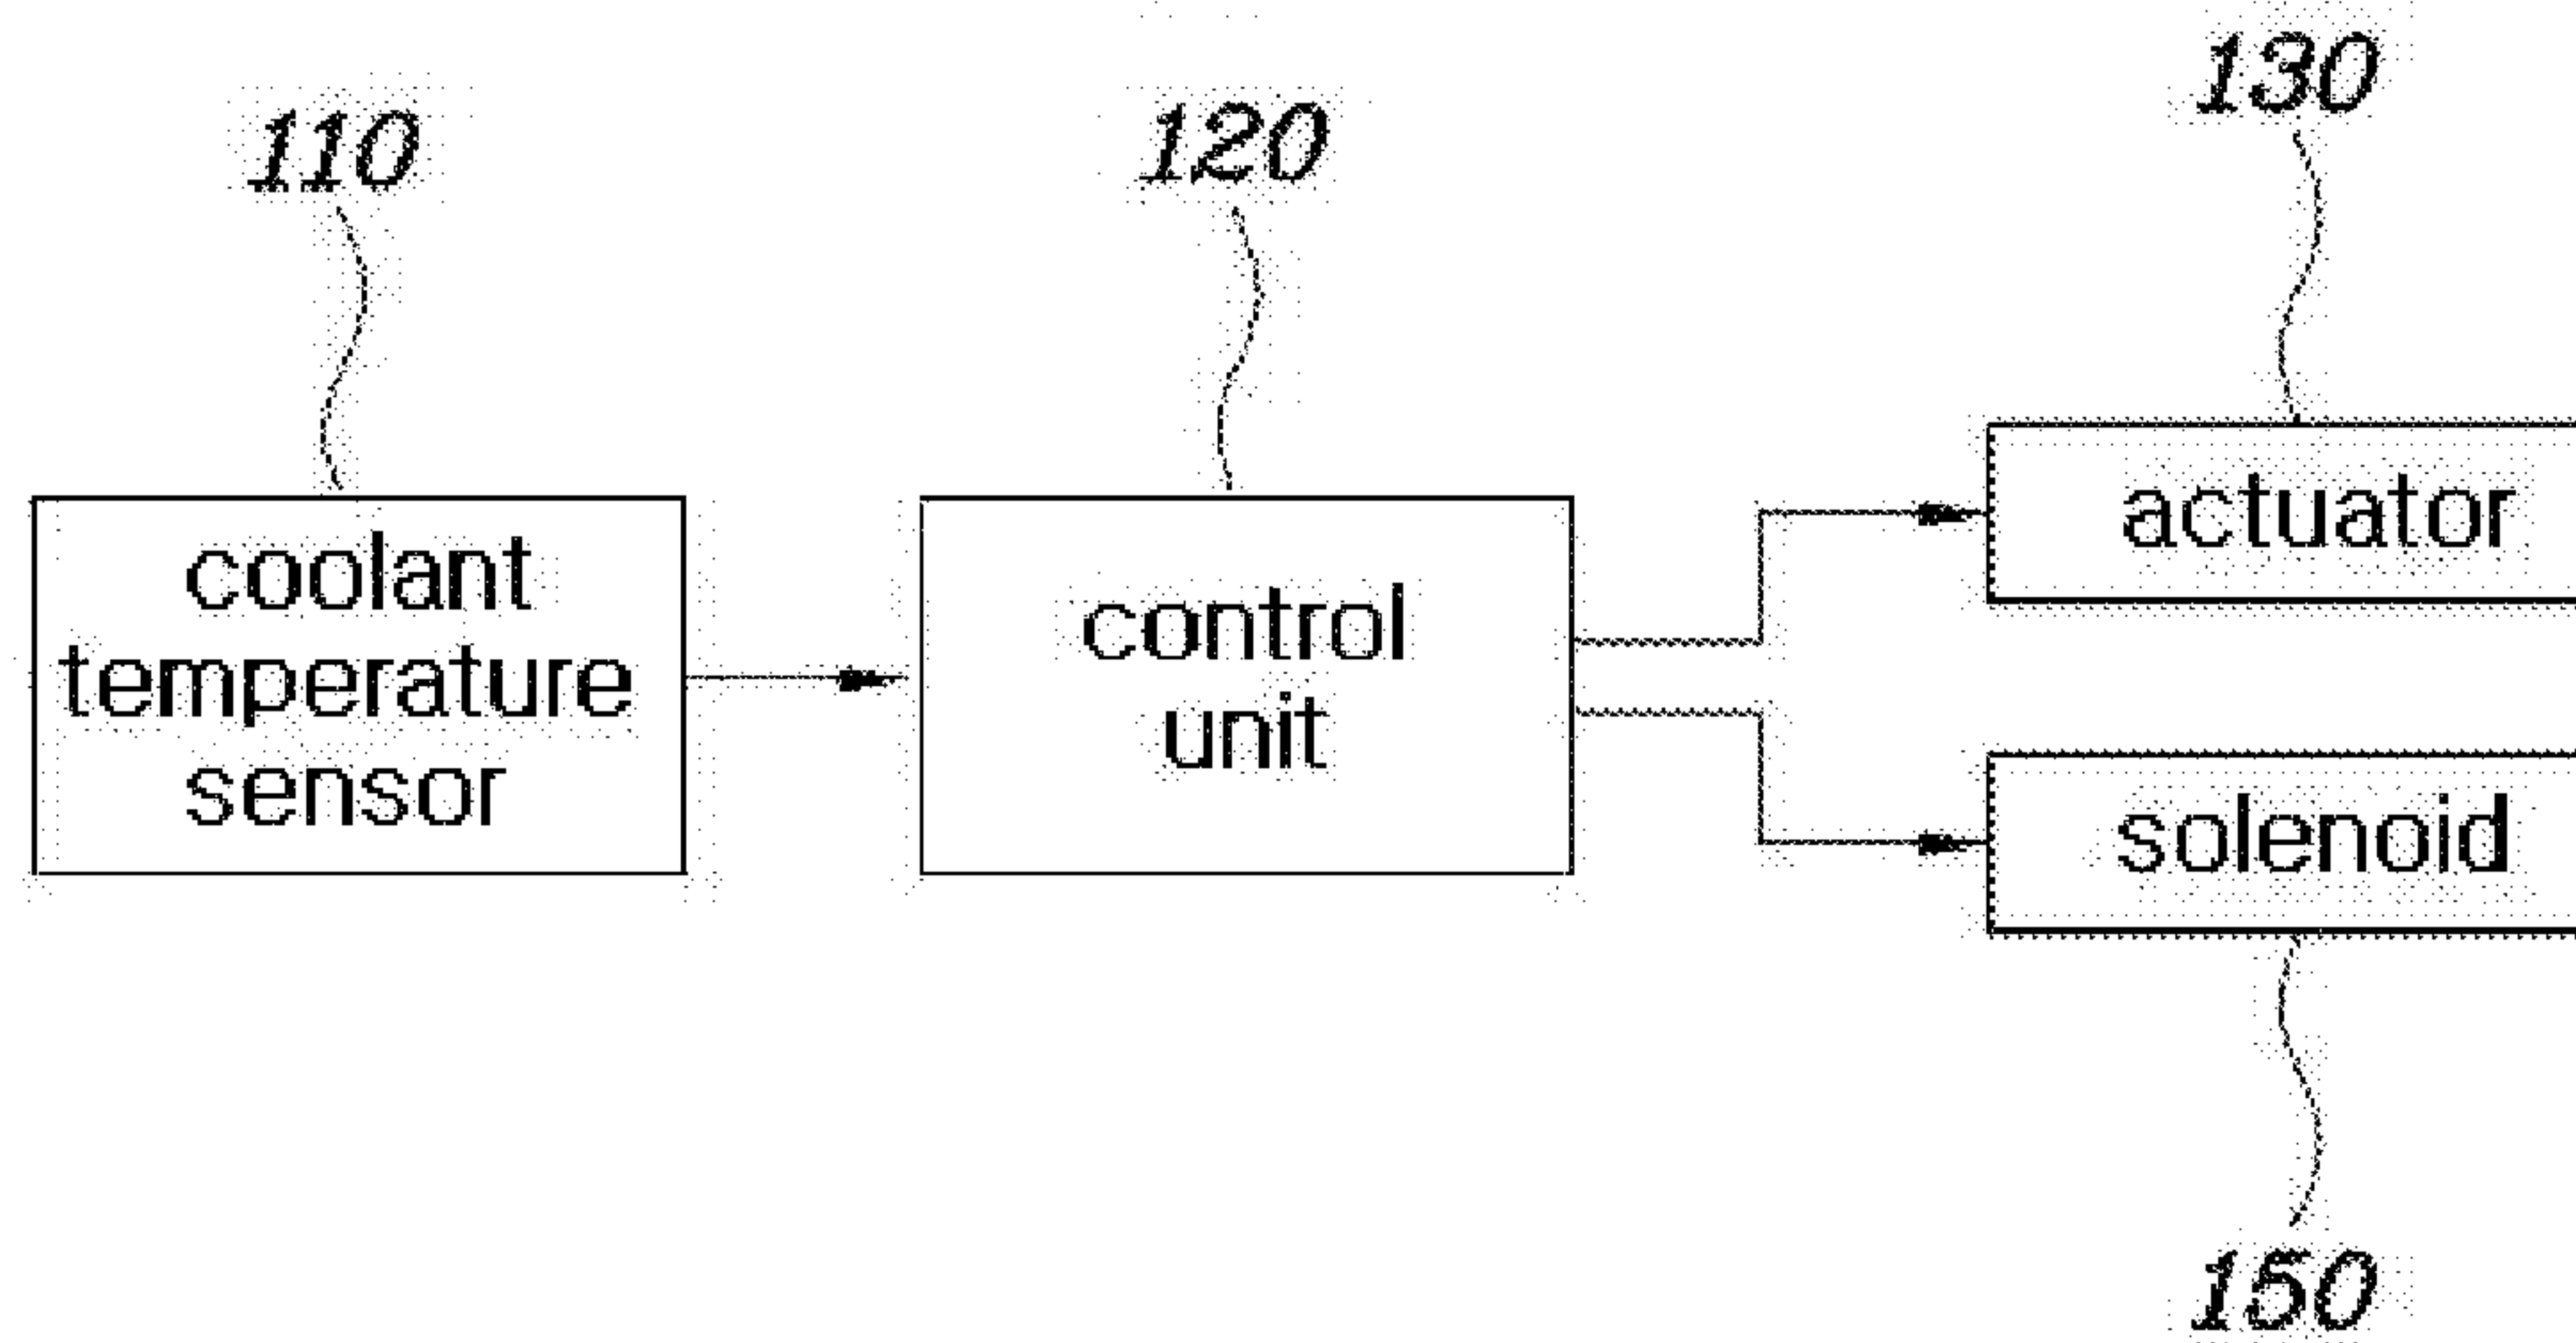 110
120
130
coolant
temperature
sensor
control
unit
actuator
solenoid
150